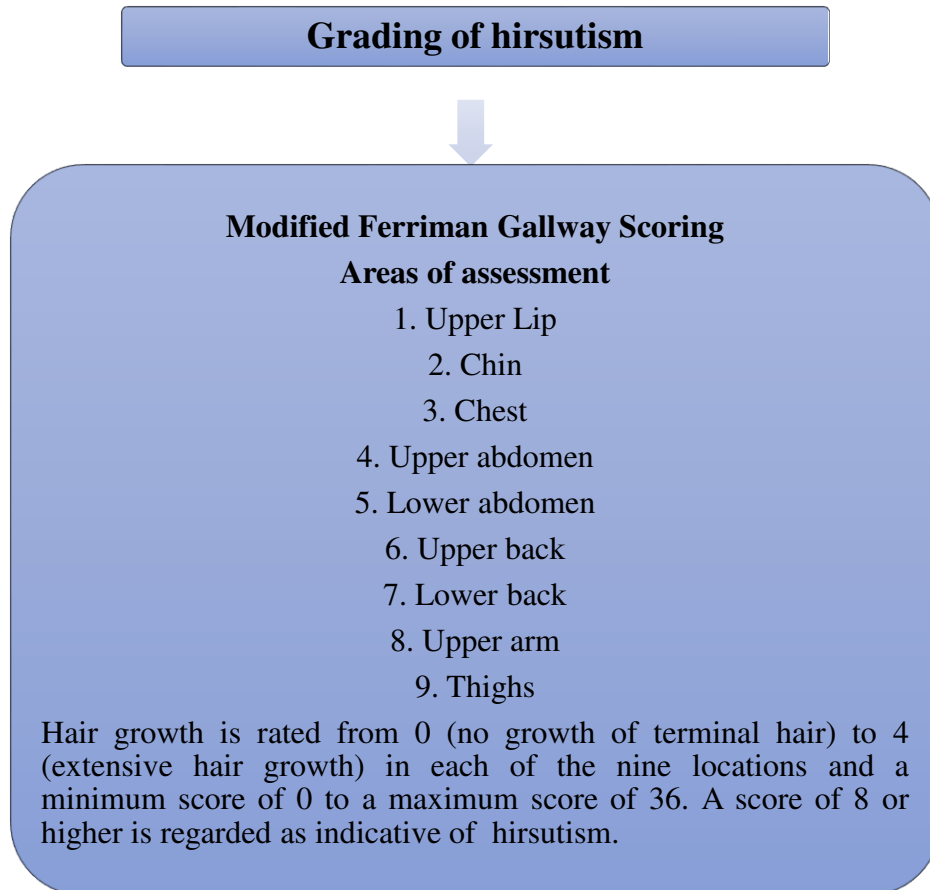 Grading of hirsutism
Modified Ferriman Gallway Scoring
Areas of assessment
1. Upper Lip
2. Chin
3. Chest
4. Upper abdomen
5. Lower abdomen
6. Upper back
7. Lower back
8. Upper arm
9. Thighs
Hair growth is rated from 0 (no growth of terminal hair) to 4
(extensive hair growth) in each of the nine locations and a
minimum score of 0 to a maximum score of 36. A score of 8 or
higher is regarded as indicative of hirsutism.